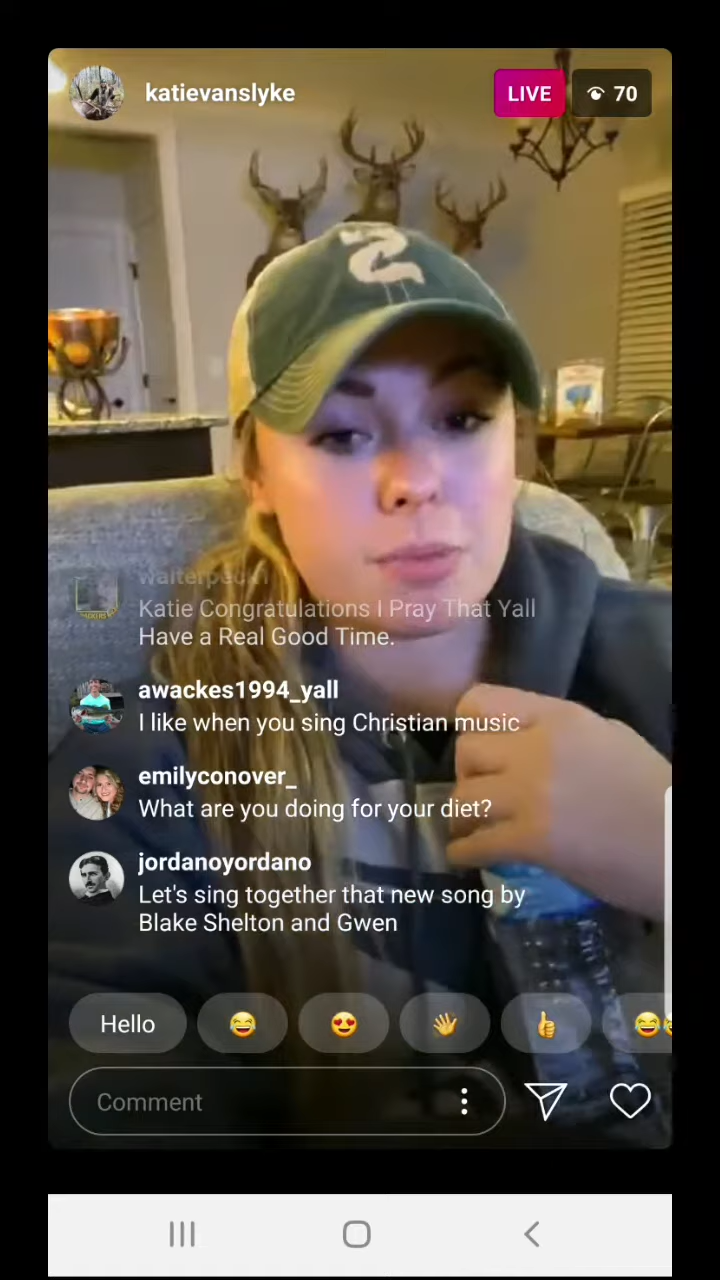 katievanslyke
LIVE
70
Katie Congratulations I Pray That Yall
Have a Real Good Time.
awackes1994_yall
I like when you sing Christian music
emilyconover_
What are you doing for your diet?
jordanoyordano
Let's sing together that new song by
Blake Shelton and Gwen
Hello
Comment